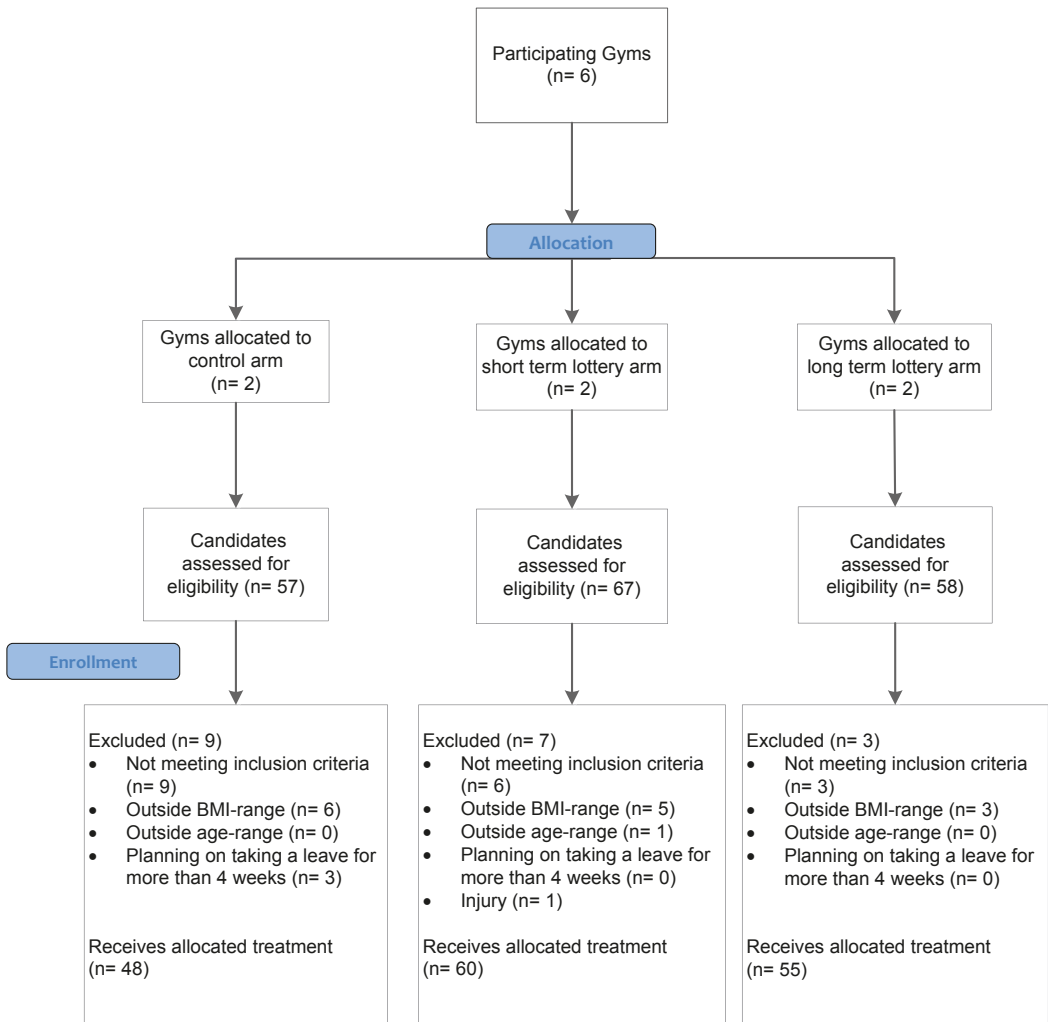 Participating Gyms
(n= 6)
Allocation
Gyms allocated to
control arm
(n= 2)
Gyms allocated to
short term lottery arm
(n= 2)
Gyms allocated to
long term lottery arm
(n= 2)
Candidates
assessed for
eligibility (n= 57)
Candidates
assessed for
eligibility (n= 67)
Candidates
assessed for
eligibility (n= 58)
Enrollment
Excluded (n= 9)
• Not meeting inclusion criteria
(n= 9)
• Outside BMI-range (n= 6)
• Outside age-range (n= 0)
• Planning on taking a leave for
more than 4 weeks (n= 3)
Receives allocated treatment
(n= 48)
Excluded (n= 7)
• Not meeting inclusion criteria
(n= 6)
• Outside BMI-range (n= 5)
• Outside age-range (n= 1)
• Planning on taking a leave for
more than 4 weeks (n= 0)
• Injury (n= 1)
Receives allocated treatment
(n= 60)
Excluded (n= 3)
• Not meeting inclusion criteria
(n= 3)
• Outside BMI-range (n= 3)
• Outside age-range (n= 0)
• Planning on taking a leave for
more than 4 weeks (n= 0)
Receives allocated treatment
(n= 55)